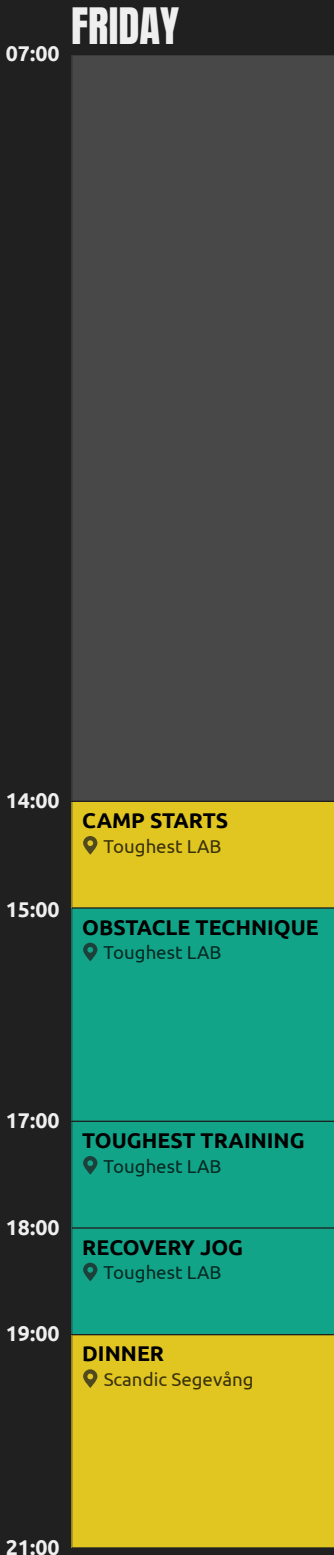 FRIDAY
07:00
14:00
CAMP STARTS
Toughest LAB
15:00
OBSTACLE TECHNIQUE
Toughest LAB
17:00
TOUGHEST TRAINING
Toughest LAB
18:00
RECOVERY JOG
Toughest LAB
19:00
DINNER
Scandic Segevång
21:00